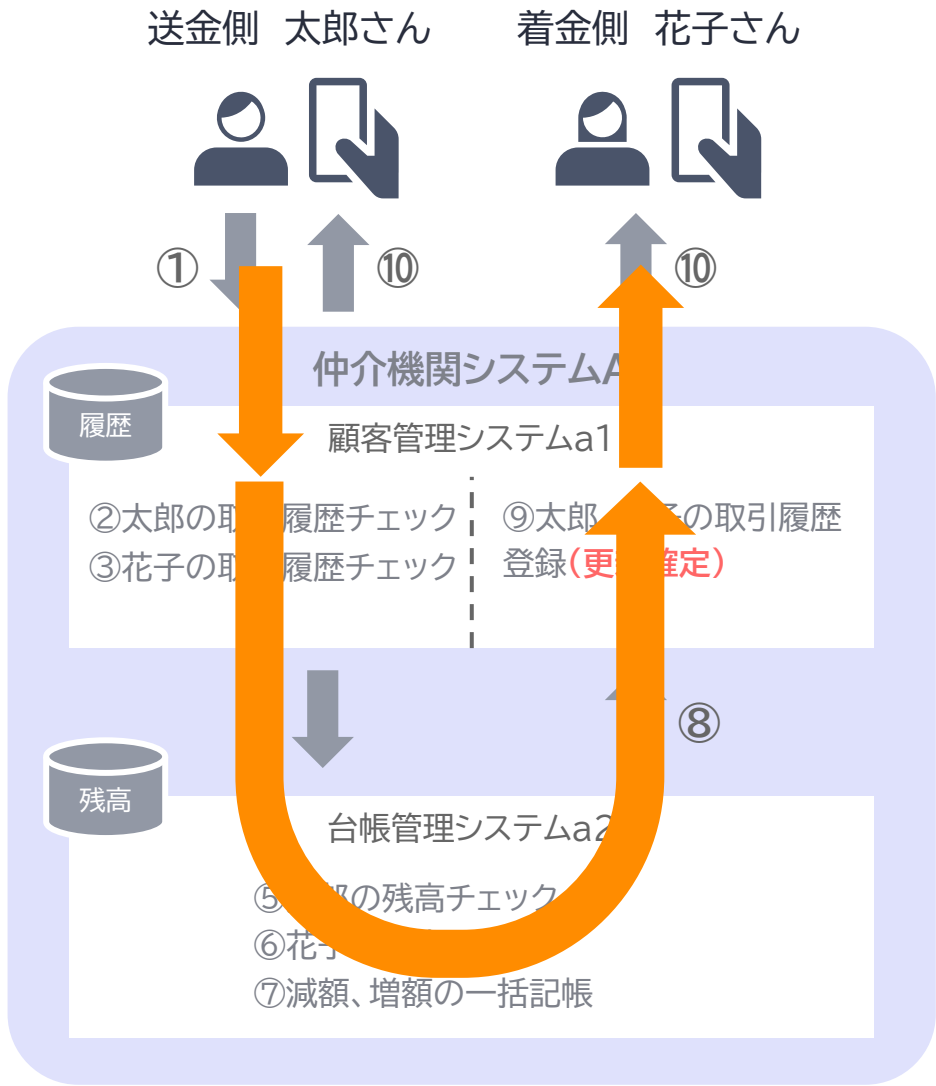 送金側 太郎さん
着金側 花子さん
①
⑩
⑩
仲介機関システムA
履歴
顧客管理システムa1
②太郎の取 履歴チェック
③花子の取 履歴チェック
⑨太郎 子の取引履歴
登録(更 確定)
⑧
残高
台帳管理システムa2
⑤ 郎の残高チェック
⑥花子
⑦減額、増額の一括記帳